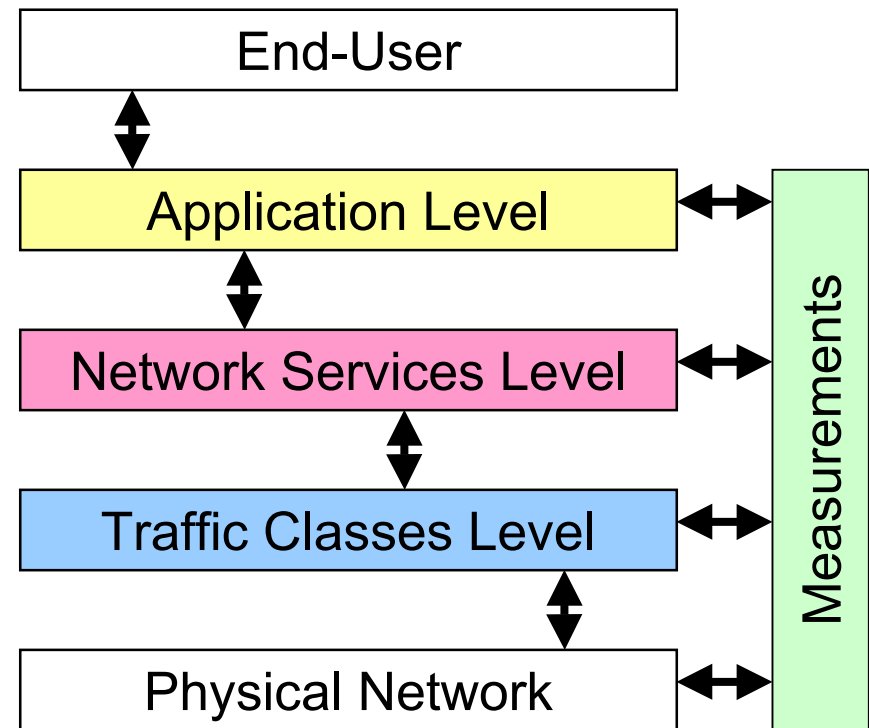 End-User
Application Level
Network Services Level
Traffic Classes Level
Physical Network
Measurements